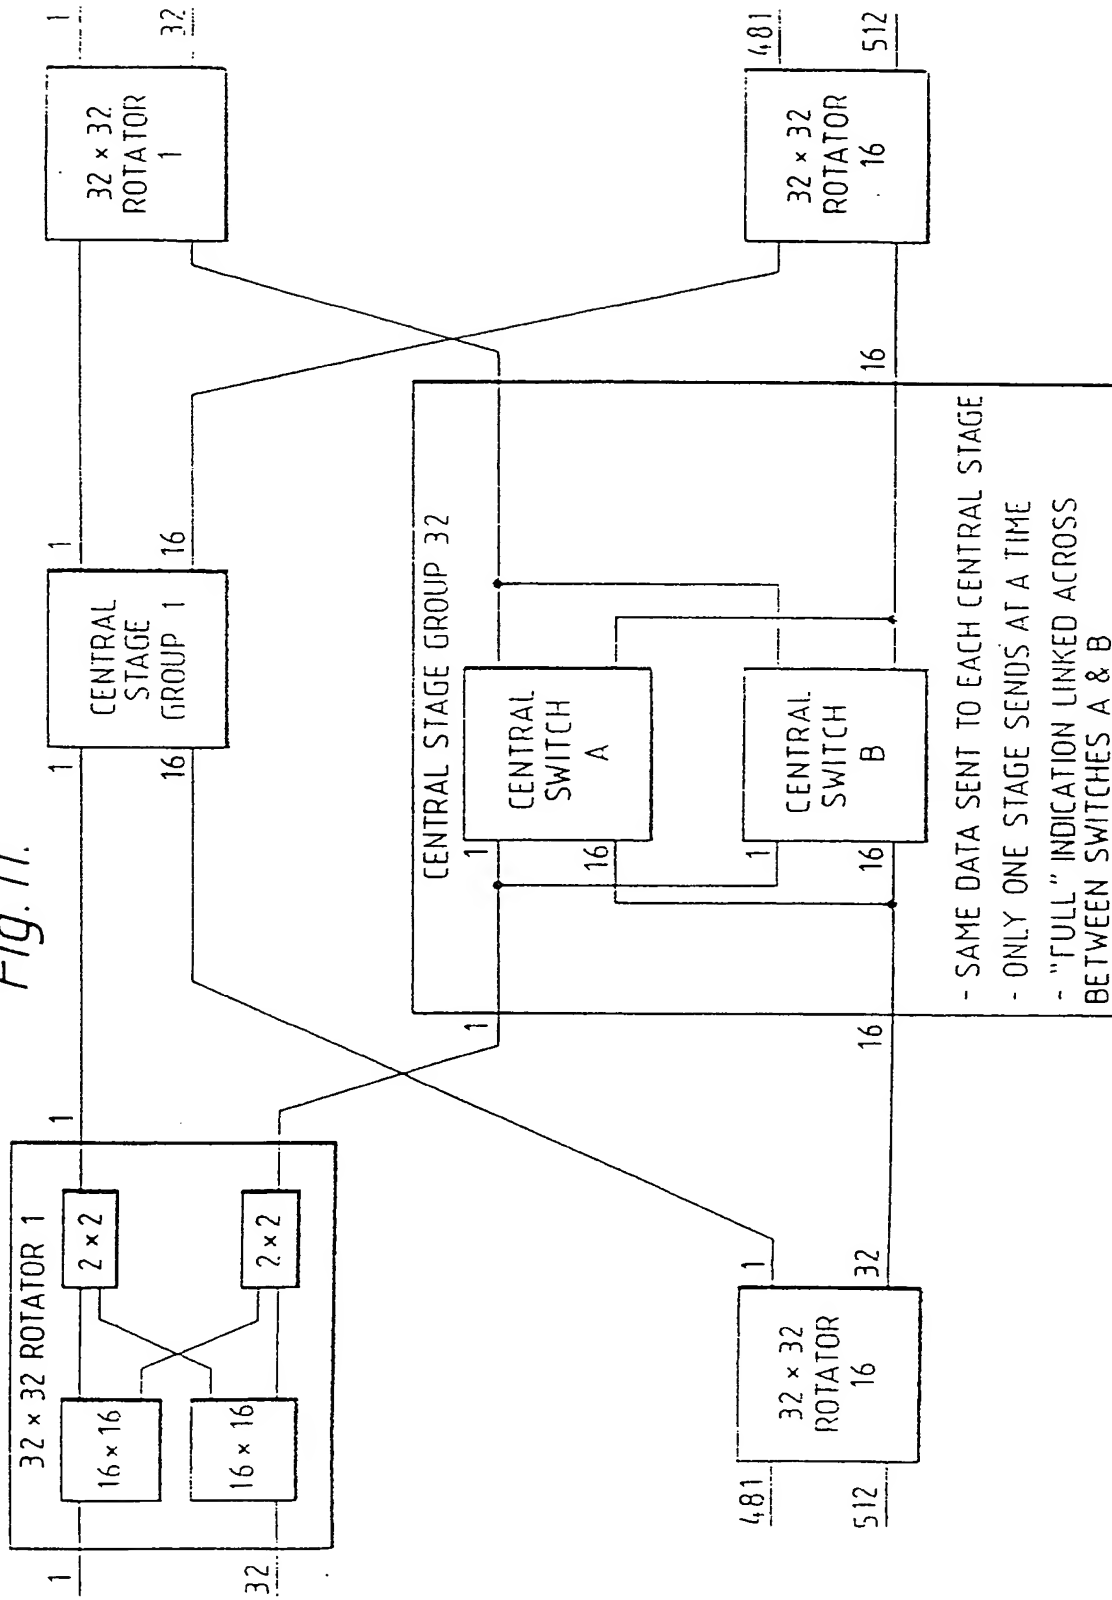 Fig. 11.
32 × 32 ROTATOR 1
1
32
16 × 16
16 × 16
2 × 2
2 × 2
1
1
16
CENTRAL
STAGE
GROUP 1
1
16
32 × 32
ROTATOR
1
1
32
481
512
32 × 32
ROTATOR
16
1
32
1
16
CENTRAL STAGE GROUP 32
1
16
CENTRAL
SWITCH
A
1
16
CENTRAL
SWITCH
B
- SAME DATA SENT TO EACH CENTRAL STAGE
- ONLY ONE STAGE SENDS AT A TIME
- "FULL" INDICATION LINKED ACROSS
BETWEEN SWITCHES A & B
16
32 × 32
ROTATOR
16
481
512